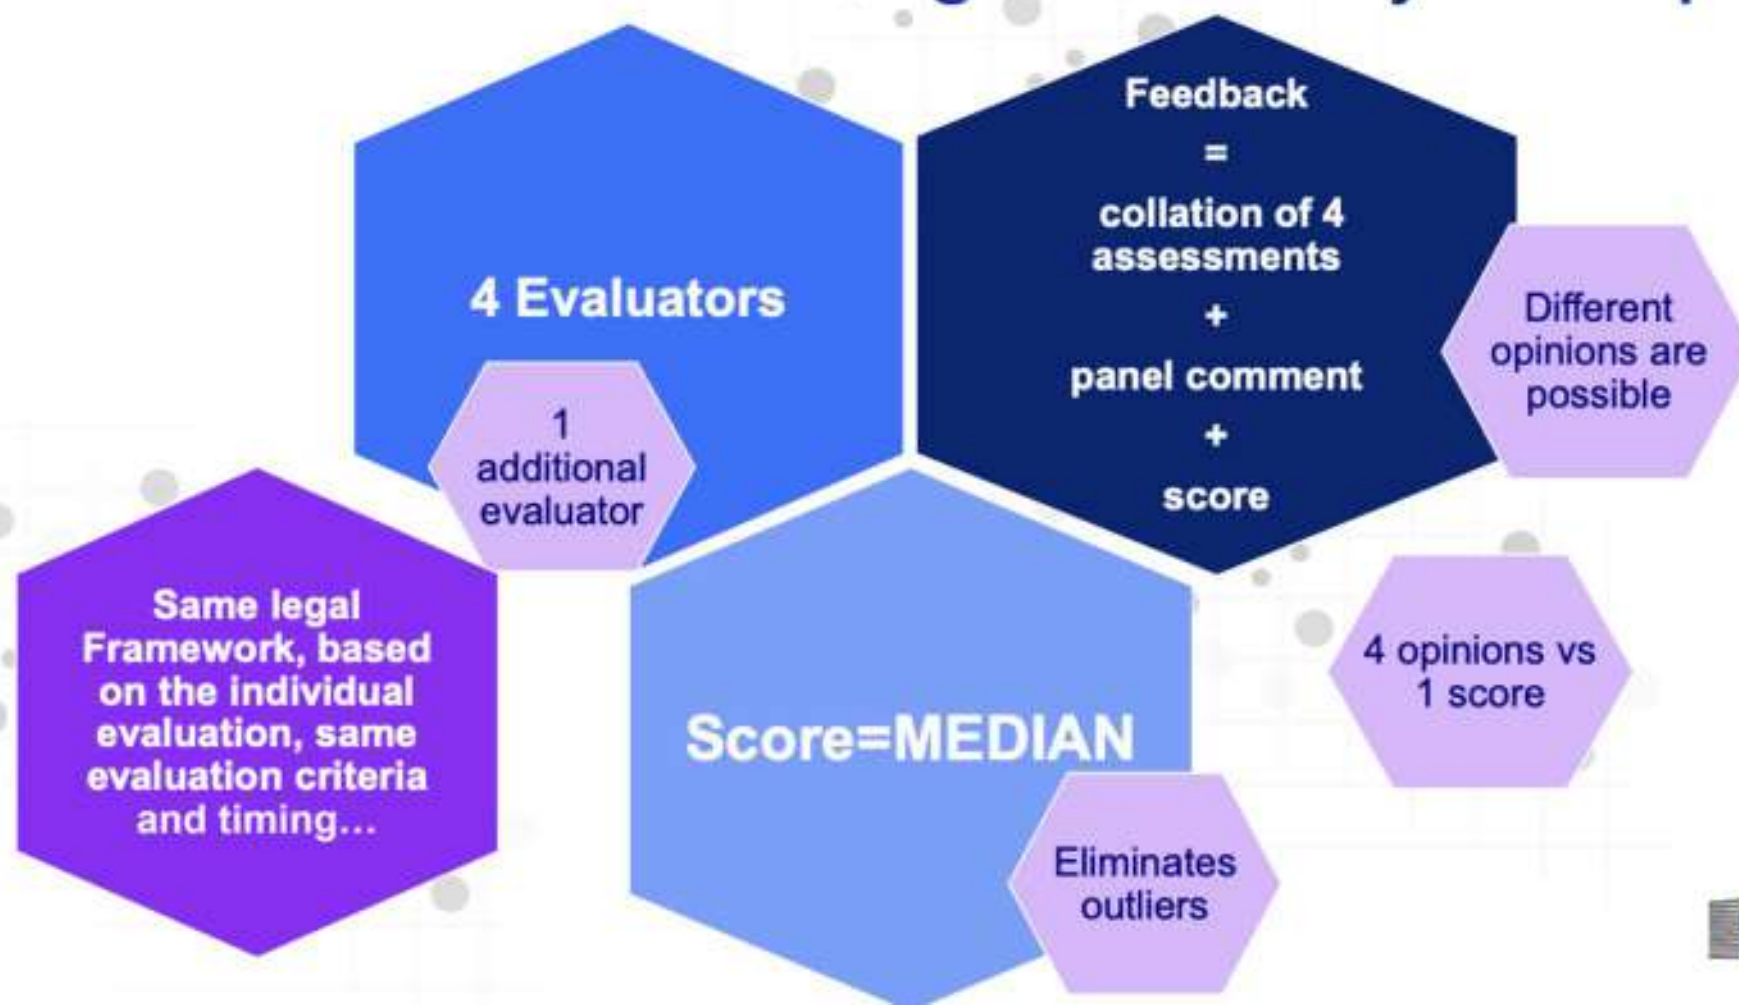 4 Evaluators
1
additional
evaluator
Feedback
=
collation of 4
assessments
+
panel comment
+
score
Different
opinions are
possible
Same legal
Framework, based
on the individual
evaluation, same
evaluation criteria
and timing...
Score=MEDIAN
Eliminates
outliers
4 opinions vs
1 score